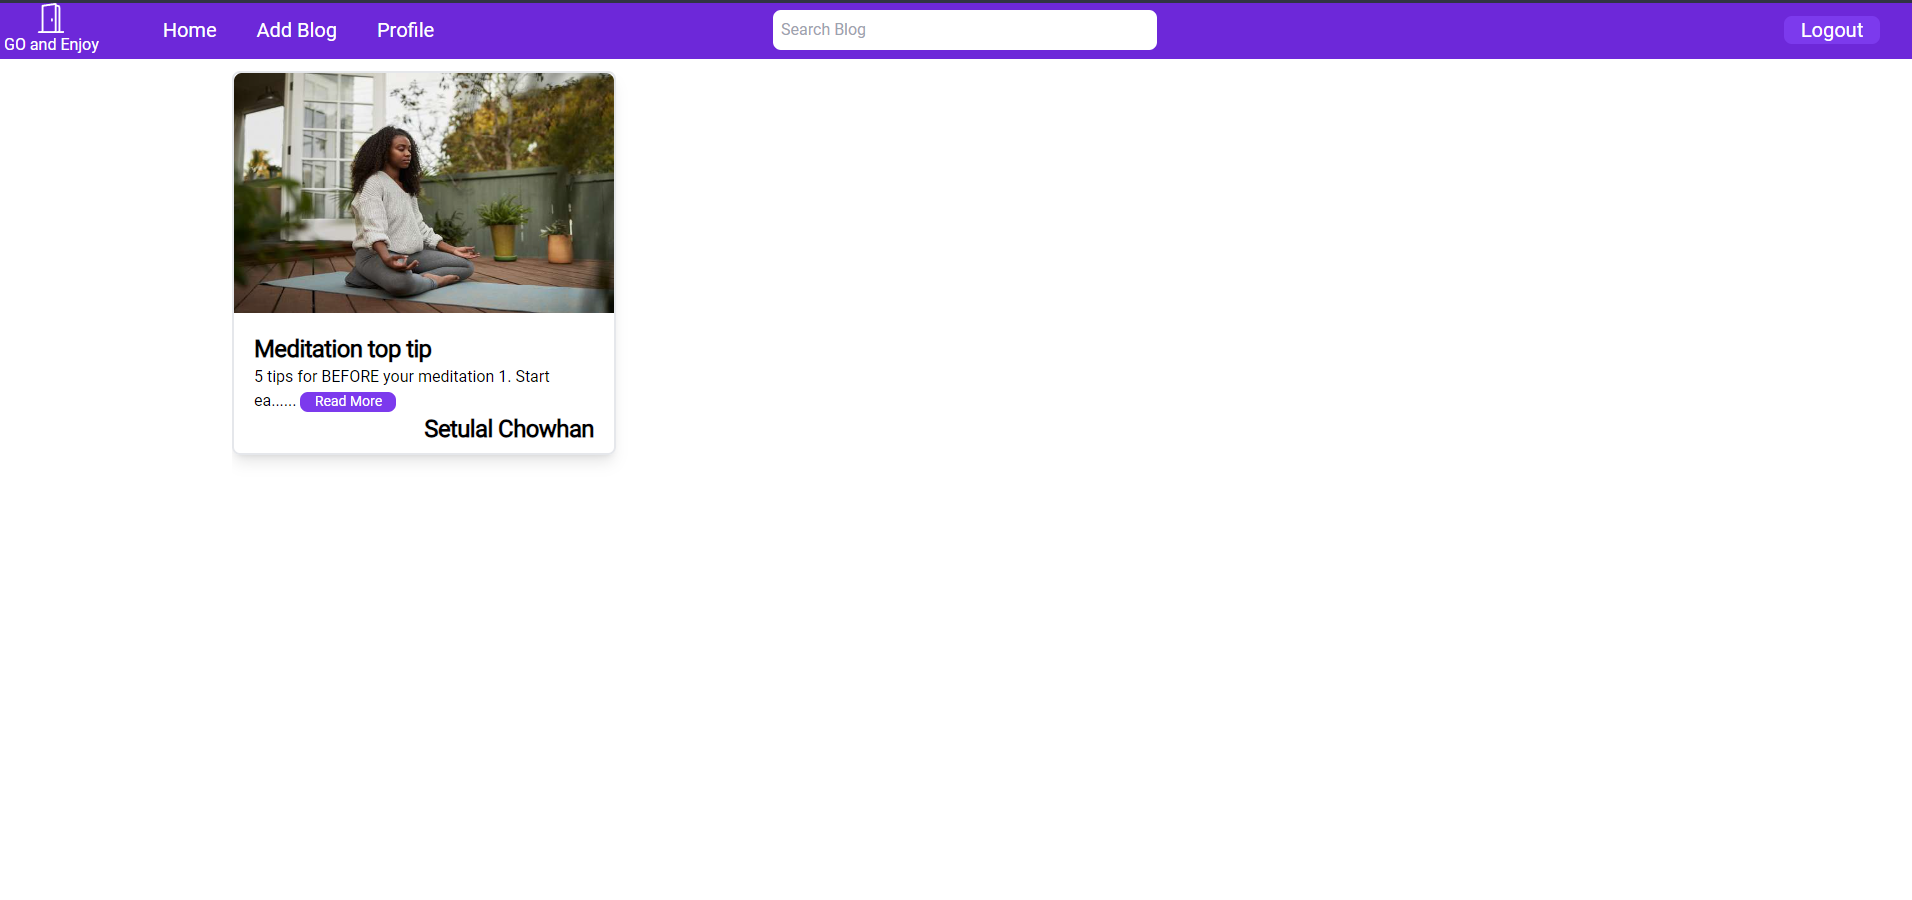 GO and Enjoy
Home
Add Blog
Profile
Search Blog
Logout
Meditation top tip
5 tips for BEFORE your meditation 1. Start
ea...... Read More
Setulal Chowhan